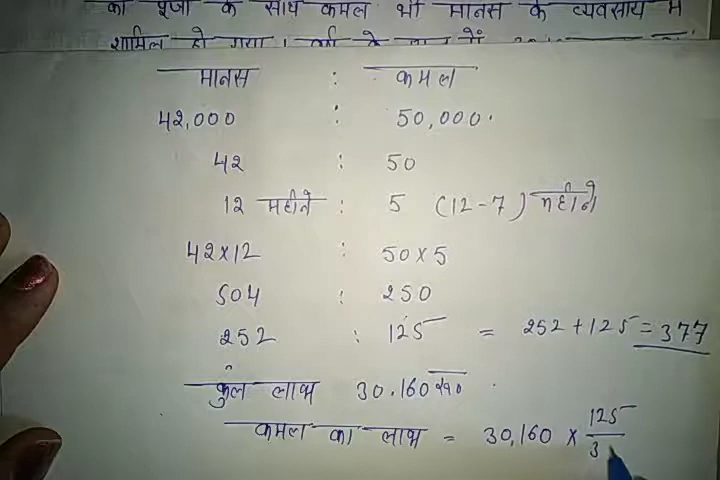 की पूंजी के साथ कमल भी मानस के व्यवसाय में
शामिल हो गया।
मानस : कमल
42,000 : 50,000.
42 : 50
12 महीने : 5 (12-7) महीने
42x12 : 50x5
504 : 250
252 : 125 = 252+125=377
कुल लाभ 30.160 रू०
कमल का लाभ = 30,160 x 125/3